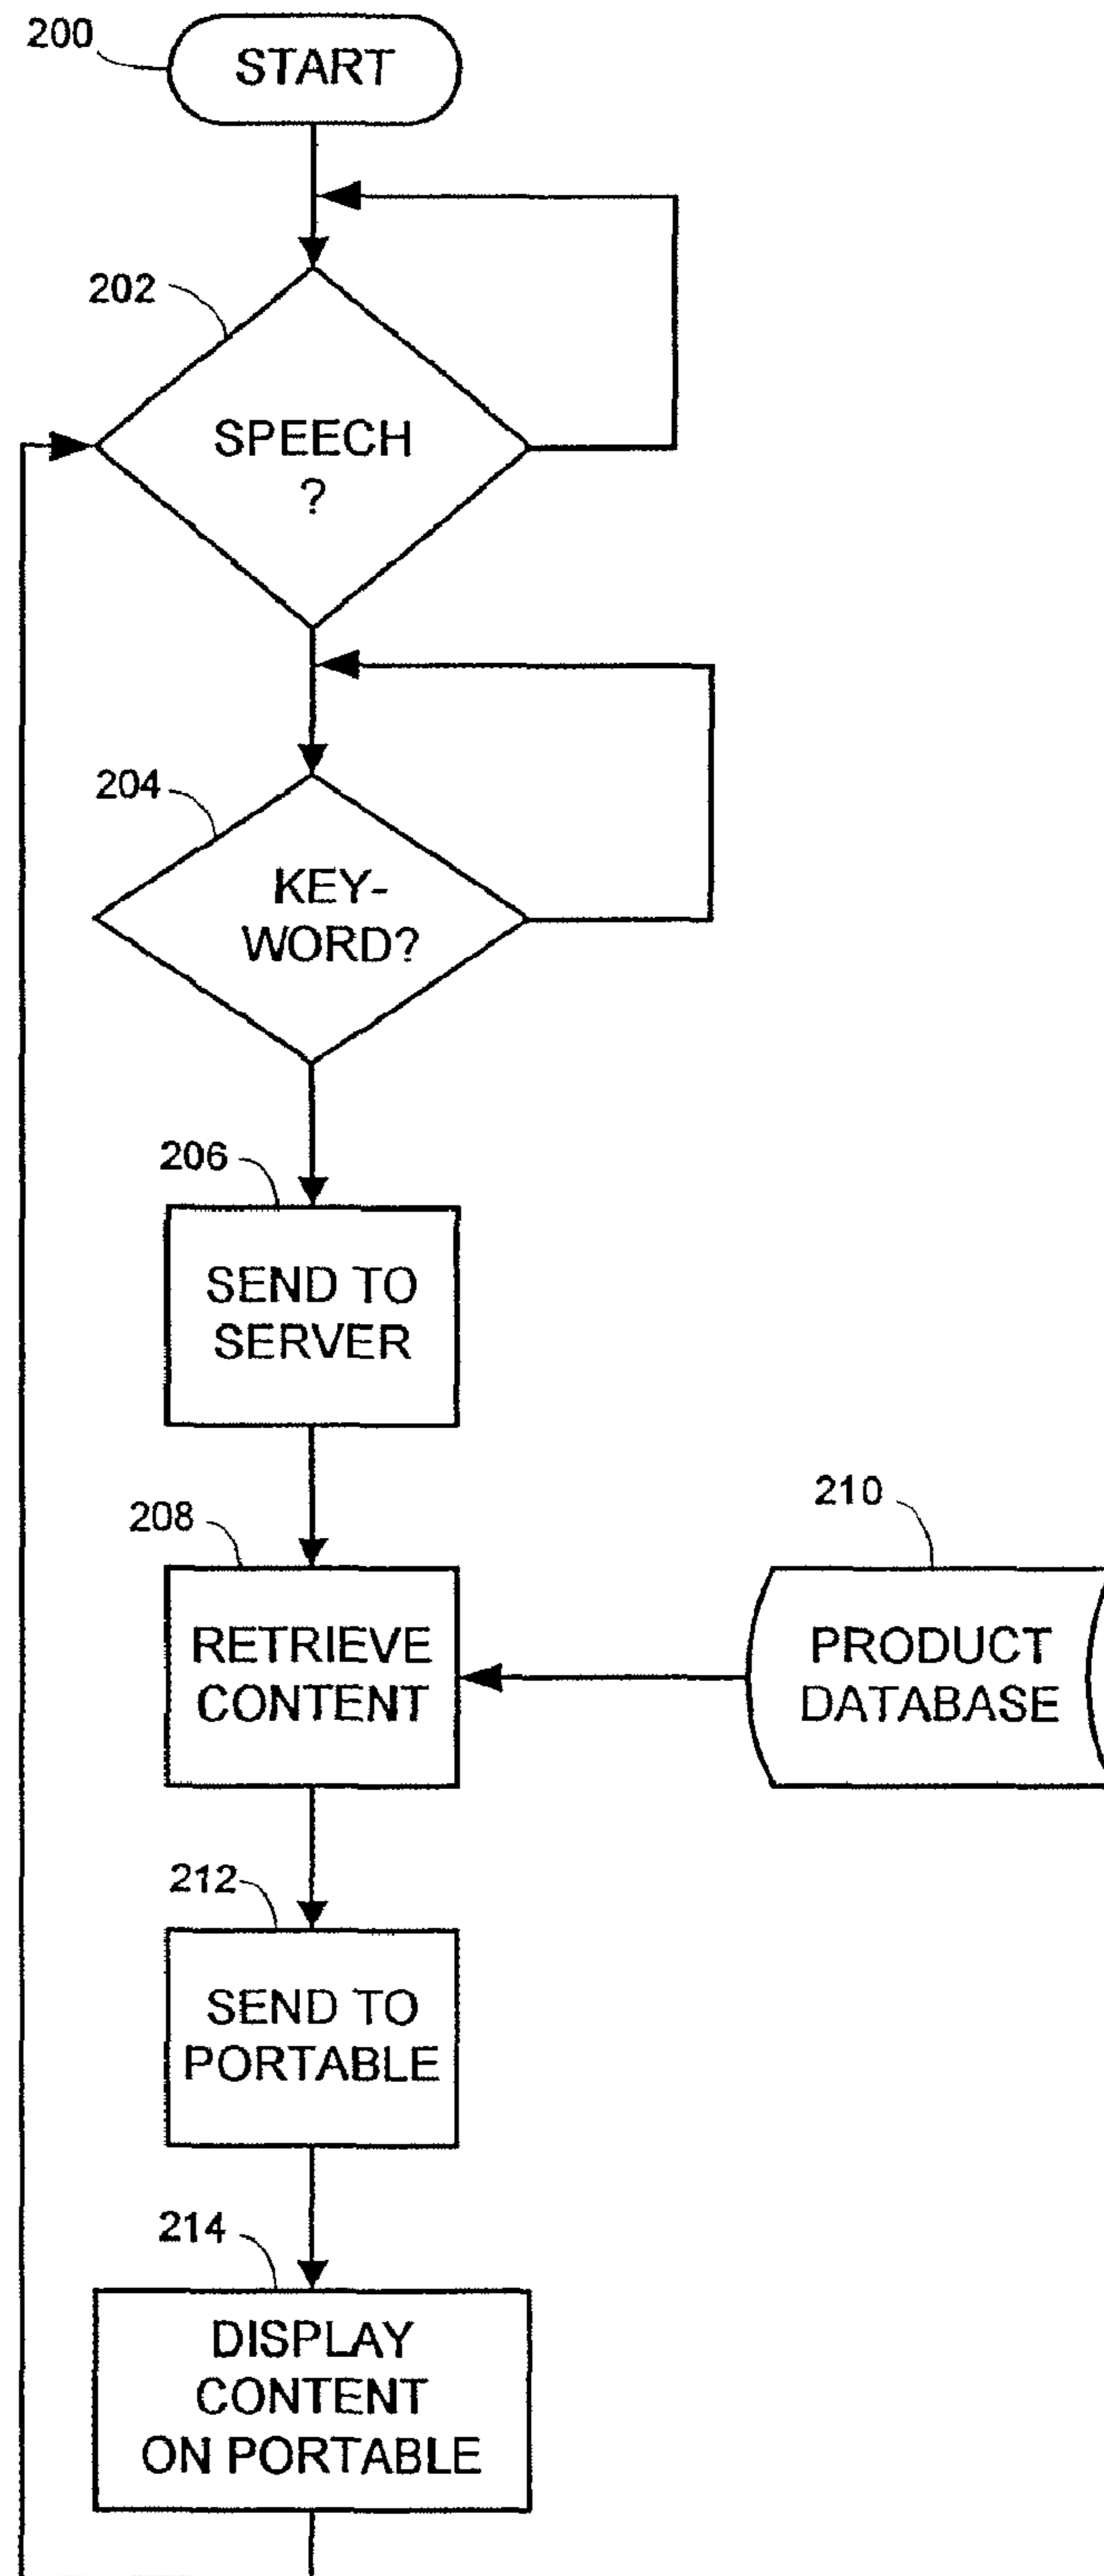 200
START
202
SPEECH
?
204
KEY-
WORD?
206
SEND TO
SERVER
208
RETRIEVE
CONTENT
210
PRODUCT
DATABASE
212
SEND TO
PORTABLE
214
DISPLAY
CONTENT
ON PORTABLE